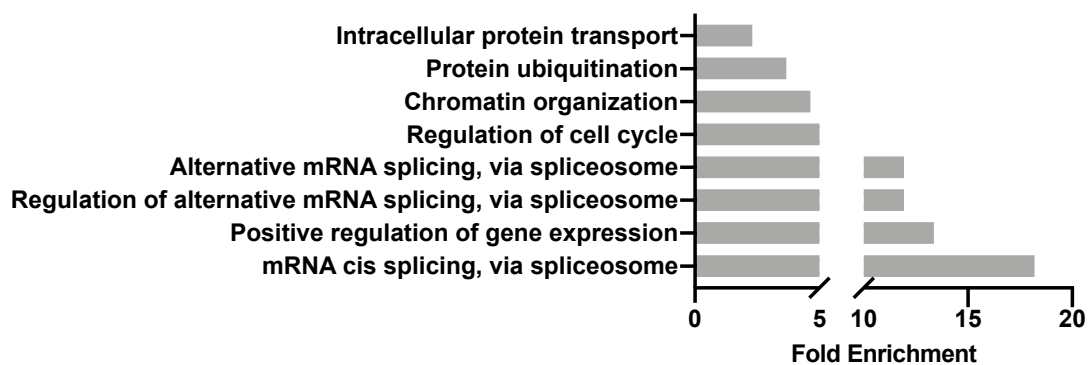 Intracellular protein transport
Protein ubiquitination
Chromatin organization
Regulation of cell cycle
Alternative mRNA splicing, via spliceosome
Regulation of alternative mRNA splicing, via spliceosome
Positive regulation of gene expression
mRNA cis splicing, via spliceosome
0 5 10 15 20
Fold Enrichment